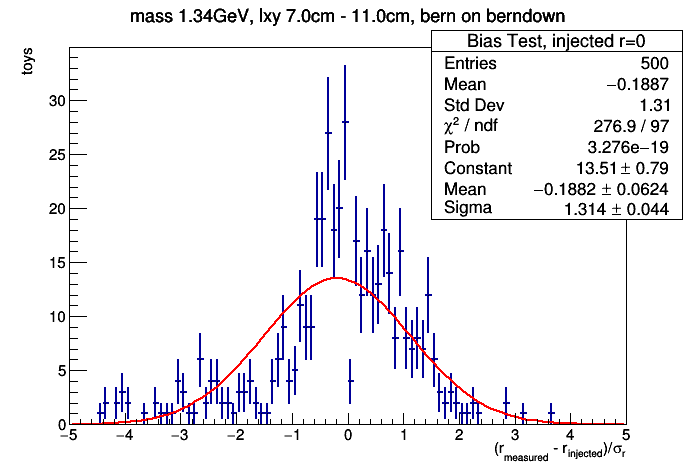 mass 1.34GeV, lxy 7.0cm - 11.0cm, bern on berndown
toys
Bias Test, injected r=0
Entries 500
Mean −0.1887
Std Dev 1.31
χ² / ndf 276.9 / 97
Prob 3.276e−19
Constant 13.51 ± 0.79
Mean −0.1882 ± 0.0624
Sigma 1.314 ± 0.044
30
25
20
15
10
5
0
−5 −4 −3 −2 −1 0 1 2 3 4 5
(r_measured - r_injected)/σ_r